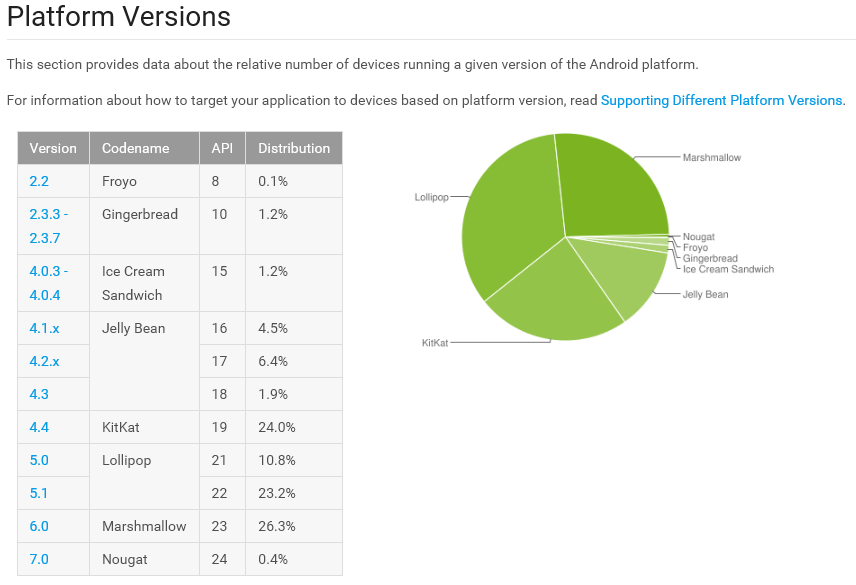 Platform Versions
This section provides data about the relative number of devices running a given version of the Android platform.
For information about how to target your application to devices based on platform version, read Supporting Different Platform Versions.
Version Codename API Distribution
2.2 Froyo 8 0.1%
2.3.3 - Gingerbread 10 1.2%
2.3.7
4.0.3 - Ice Cream 15 1.2%
4.0.4 Sandwich
4.1.x Jelly Bean 16 4.5%
4.2.x 17 6.4%
4.3 18 1.9%
4.4 KitKat 19 24.0%
5.0 Lollipop 21 10.8%
5.1 22 23.2%
6.0 Marshmallow 23 26.3%
7.0 Nougat 24 0.4%
Marshmallow
Lollipop
Nougat
Froyo
Gingerbread
Ice Cream Sandwich
Jelly Bean
KitKat